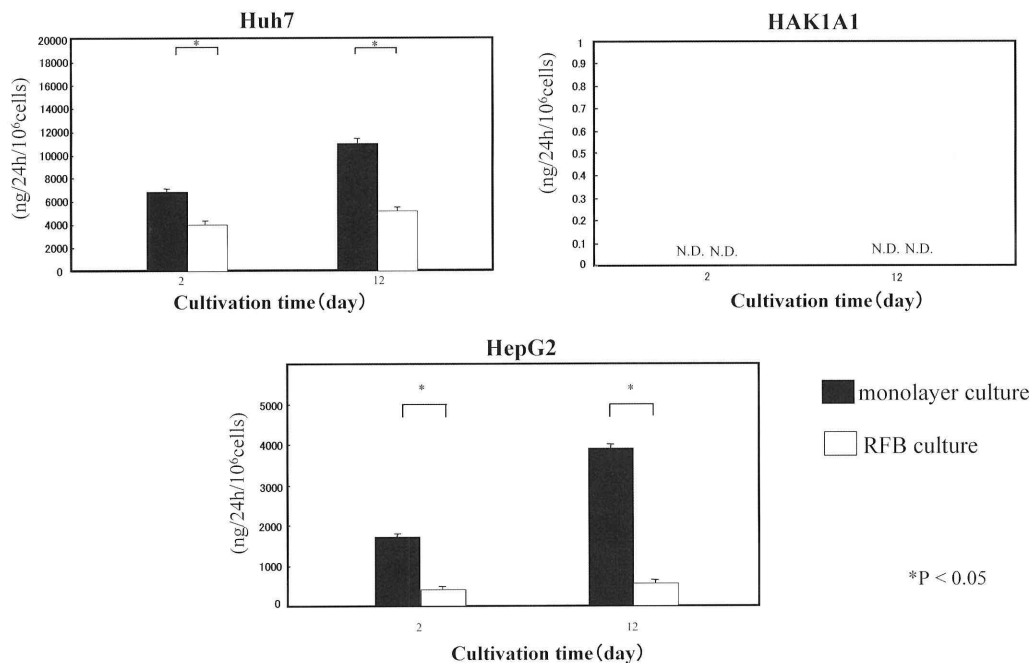 Huh7
20000
18000
16000
14000
12000
10000
8000
6000
4000
2000
0
(ng/24h/10⁶cells)
* *
2 12
Cultivation time(day)
HAK1A1
1
0.9
0.8
0.7
0.6
0.5
0.4
0.3
0.2
0.1
0
(ng/24h/10⁶cells)
N.D. N.D. N.D. N.D.
2 12
Cultivation time(day)
HepG2
5000
4000
3000
2000
1000
0
(ng/24h/10⁶cells)
* *
2 12
Cultivation time(day)
monolayer culture
RFB culture
*P < 0.05